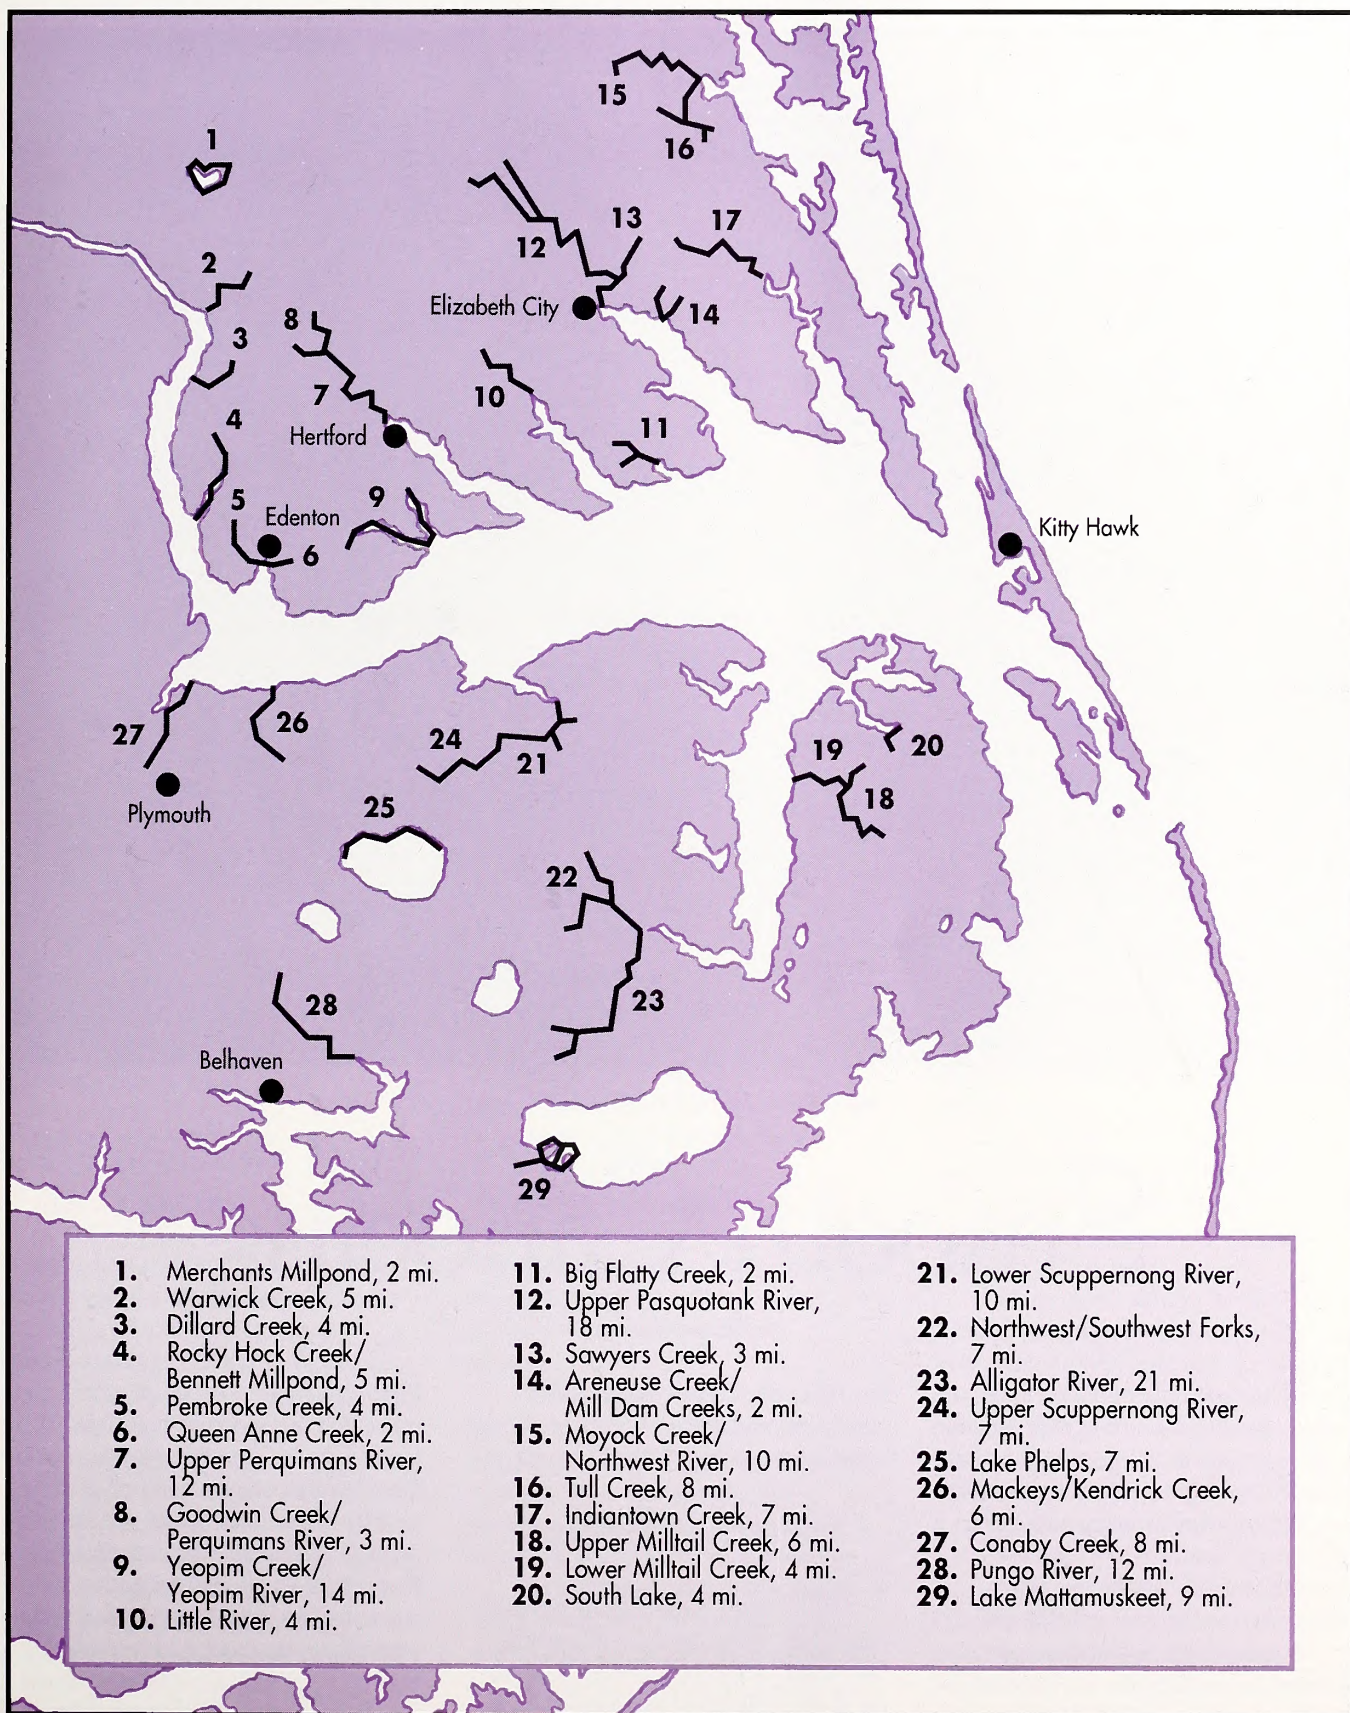 15
16
1
13
17
12
2
Elizabeth City
14
8
3
10
7
4
Hertford
11
5
9
Edenton
6
Kitty Hawk
27
26
24
21
19
20
18
Plymouth
25
22
28
23
Belhaven
29
1. Merchants Millpond, 2 mi.
2. Warwick Creek, 5 mi.
3. Dillard Creek, 4 mi.
4. Rocky Hock Creek/
Bennett Millpond, 5 mi.
5. Pembroke Creek, 4 mi.
6. Queen Anne Creek, 2 mi.
7. Upper Perquimans River,
12 mi.
8. Goodwin Creek/
Perquimans River, 3 mi.
9. Yeopim Creek/
Yeopim River, 14 mi.
10. Little River, 4 mi.
11. Big Flatty Creek, 2 mi.
12. Upper Pasquotank River,
18 mi.
13. Sawyers Creek, 3 mi.
14. Areneuse Creek/
Mill Dam Creeks, 2 mi.
15. Moyock Creek/
Northwest River, 10 mi.
16. Tull Creek, 8 mi.
17. Indiantown Creek, 7 mi.
18. Upper Milltail Creek, 6 mi.
19. Lower Milltail Creek, 4 mi.
20. South Lake, 4 mi.
21. Lower Scuppernong River,
10 mi.
22. Northwest/Southwest Forks,
7 mi.
23. Alligator River, 21 mi.
24. Upper Scuppernong River,
7 mi.
25. Lake Phelps, 7 mi.
26. Mackeys/Kendrick Creek,
6 mi.
27. Conaby Creek, 8 mi.
28. Pungo River, 12 mi.
29. Lake Mattamuskeet, 9 mi.